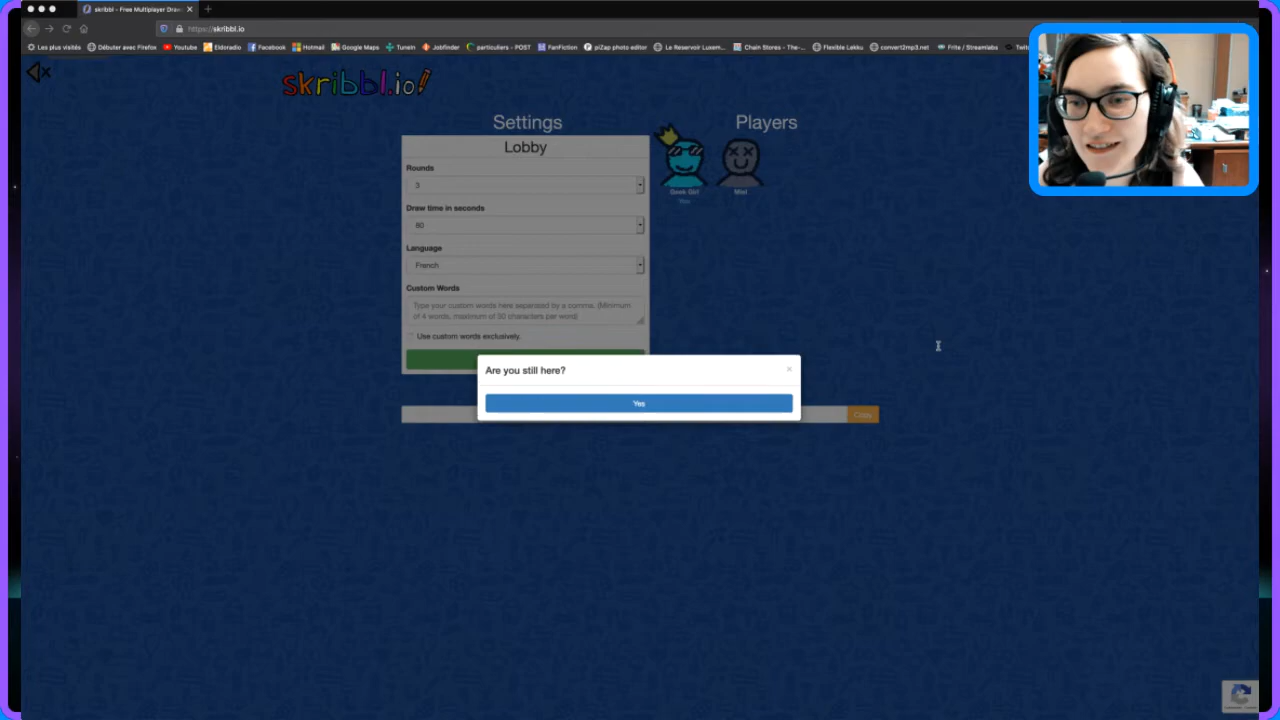 skribbl - Free Multiplayer Draw
https://skribbl.io
Les plus visités Débuter avec Firefox Youtube Eldoradio Facebook Hotmail Google Maps TuneIn Jobfinder particuliers - POST FanFiction piZap photo editor Le Reservoir Luxem... Chain Stores - The-... Flexible Lekku convert2mp3.net Frite / Streamlabs Twit
skribbl.io!
Settings
Players
Lobby
Rounds
3
Draw time in seconds
80
Geek Girl
Miel
You
Language
French
Custom Words
Type your custom words here separated by a comma. (Minimum
of 4 words, maximum of 30 characters per word)
Use custom words exclusively.
Are you still here?
×
Yes
Copy